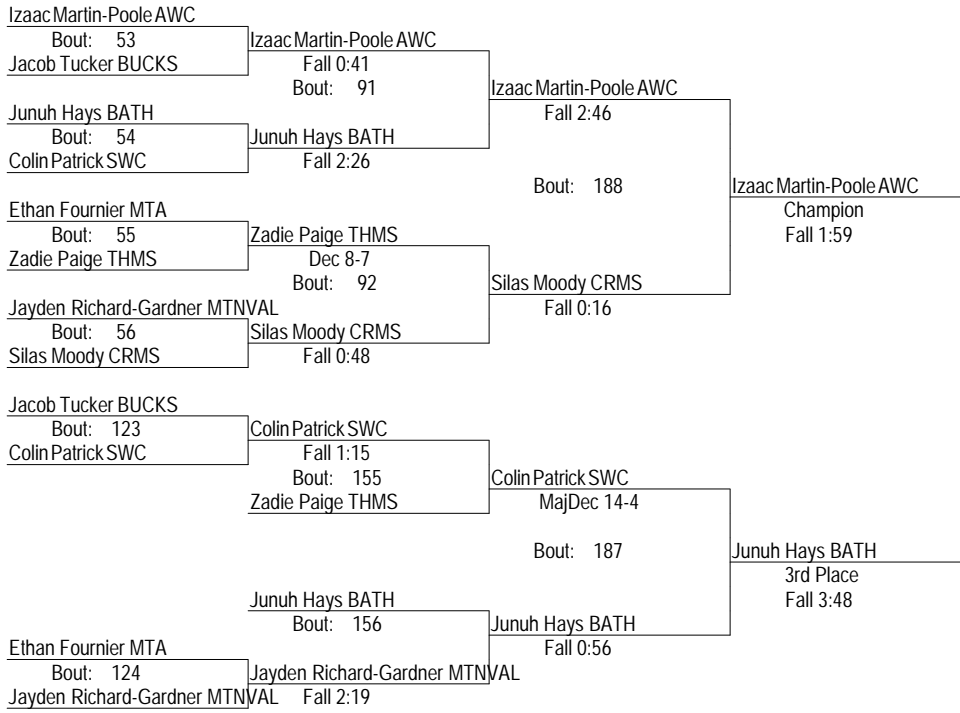 Izaac Martin-Poole AWC
Bout: 53
Jacob Tucker BUCKS
Izaac Martin-Poole AWC
Fall 0:41
Bout: 91
Junuh Hays BATH
Bout: 54
Colin Patrick SWC
Junuh Hays BATH
Fall 2:26
Izaac Martin-Poole AWC
Fall 2:46
Bout: 188
Ethan Fournier MTA
Bout: 55
Zadie Paige THMS
Zadie Paige THMS
Dec 8-7
Bout: 92
Jayden Richard-Gardner MTNVAL
Bout: 56
Silas Moody CRMS
Silas Moody CRMS
Fall 0:48
Silas Moody CRMS
Fall 0:16
Izaac Martin-Poole AWC
Champion
Fall 1:59
Jacob Tucker BUCKS
Bout: 123
Colin Patrick SWC
Colin Patrick SWC
Fall 1:15
Bout: 155
Zadie Paige THMS
Colin Patrick SWC
MajDec 14-4
Bout: 187
Junuh Hays BATH
Bout: 156
Ethan Fournier MTA
Bout: 124
Jayden Richard-Gardner MTNVAL
Jayden Richard-Gardner MTNVAL
Fall 2:19
Junuh Hays BATH
Fall 0:56
Junuh Hays BATH
3rd Place
Fall 3:48